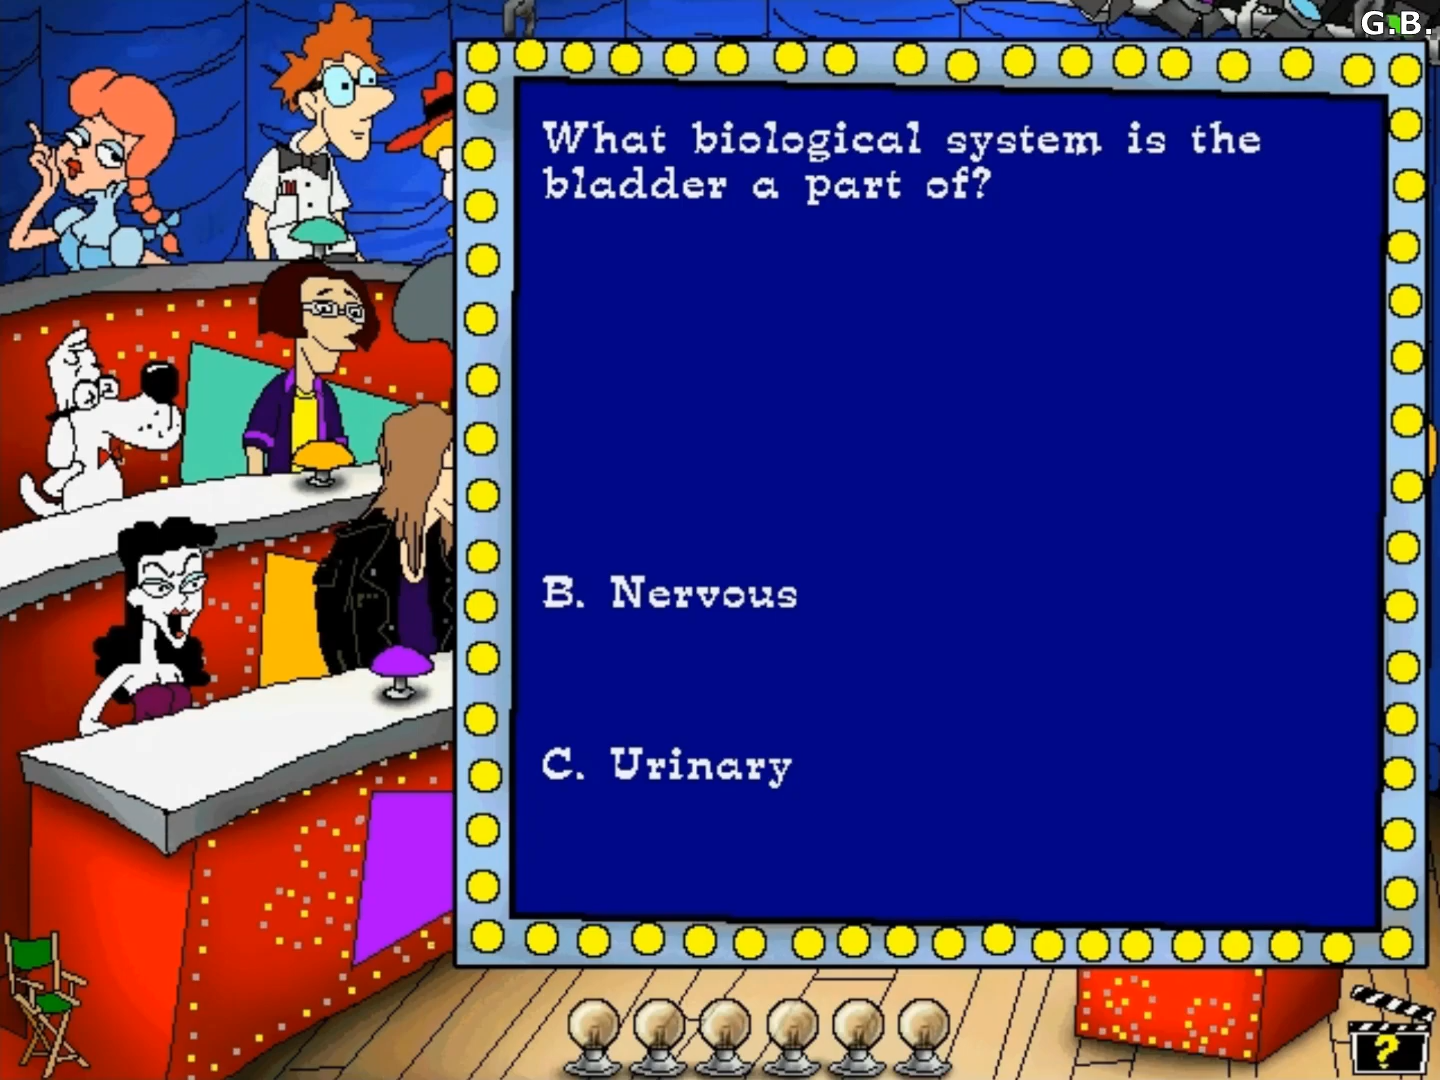 G.B.
What biological system is the
bladder a part of?
B. Nervous
C. Urinary
?